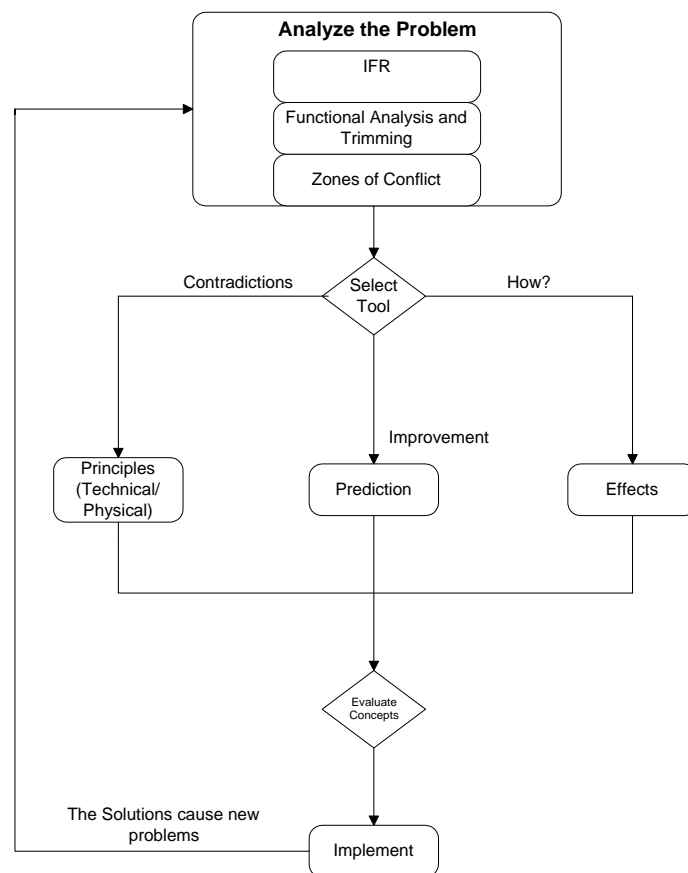 Analyze the Problem
IFR
Functional Analysis and
Trimming
Zones of Conflict
Contradictions
Select
Tool
How?
Improvement
Principles
(Technical/
Physical)
Prediction
Effects
Evaluate
Concepts
The Solutions cause new
problems
Implement